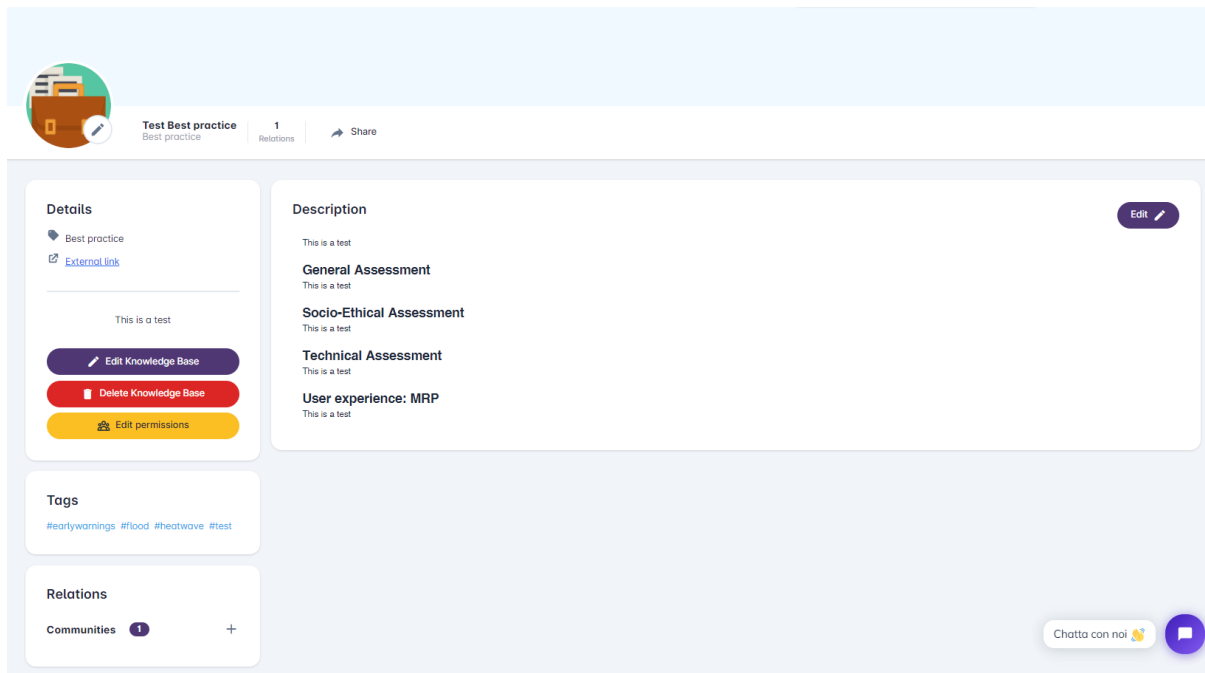 Test Best practice
Best practice
1
Relations
Share
Details
Best practice
External link
This is a test
Edit Knowledge Base
Delete Knowledge Base
Edit permissions
Tags
#earlywarnings #flood #heatwave #test
Relations
Communities 1 +
Description
Edit
This is a test
General Assessment
This is a test
Socio-Ethical Assessment
This is a test
Technical Assessment
This is a test
User experience: MRP
This is a test
Chatta con noi 👋